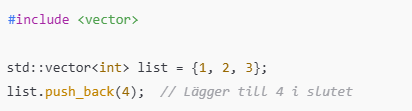 #include <vector>
std::vector<int> list = {1, 2, 3};
list.push_back(4);  // Lägger till 4 i slutet